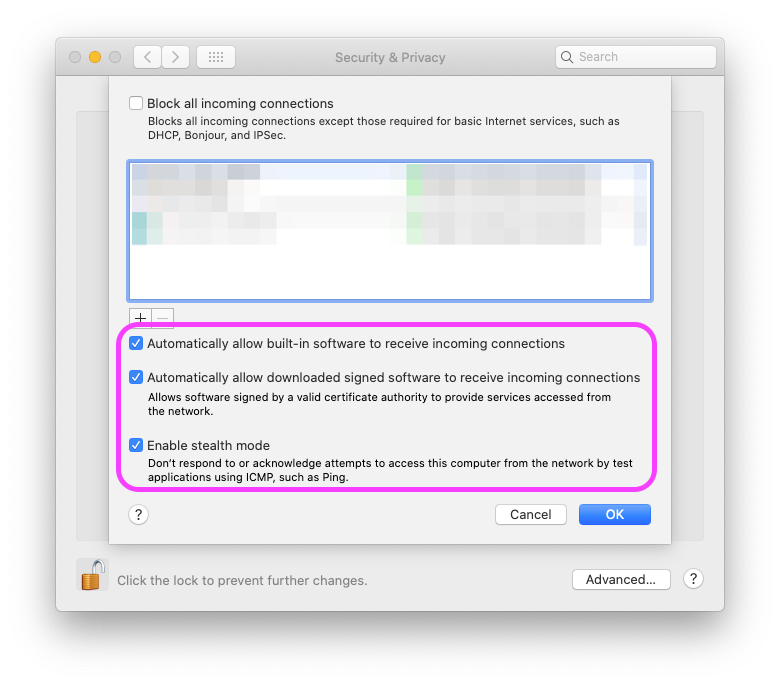 Security & Privacy
Search
Block all incoming connections
Blocks all incoming connections except those required for basic Internet services, such as
DHCP, Bonjour, and IPSec.
Automatically allow built-in software to receive incoming connections
Automatically allow downloaded signed software to receive incoming connections
Allows software signed by a valid certificate authority to provide services accessed from
the network.
Enable stealth mode
Don’t respond to or acknowledge attempts to access this computer from the network by test
applications using ICMP, such as Ping.
?
Cancel
OK
Click the lock to prevent further changes.
Advanced...
?